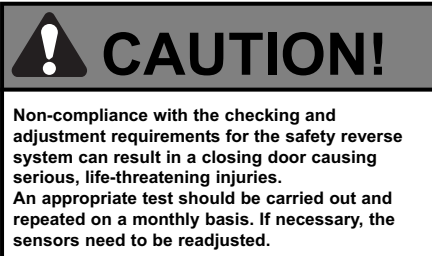 CAUTION!
Non-compliance with the checking and
adjustment requirements for the safety reverse
system can result in a closing door causing
serious, life-threatening injuries.
An appropriate test should be carried out and
repeated on a monthly basis. If necessary, the
sensors need to be readjusted.